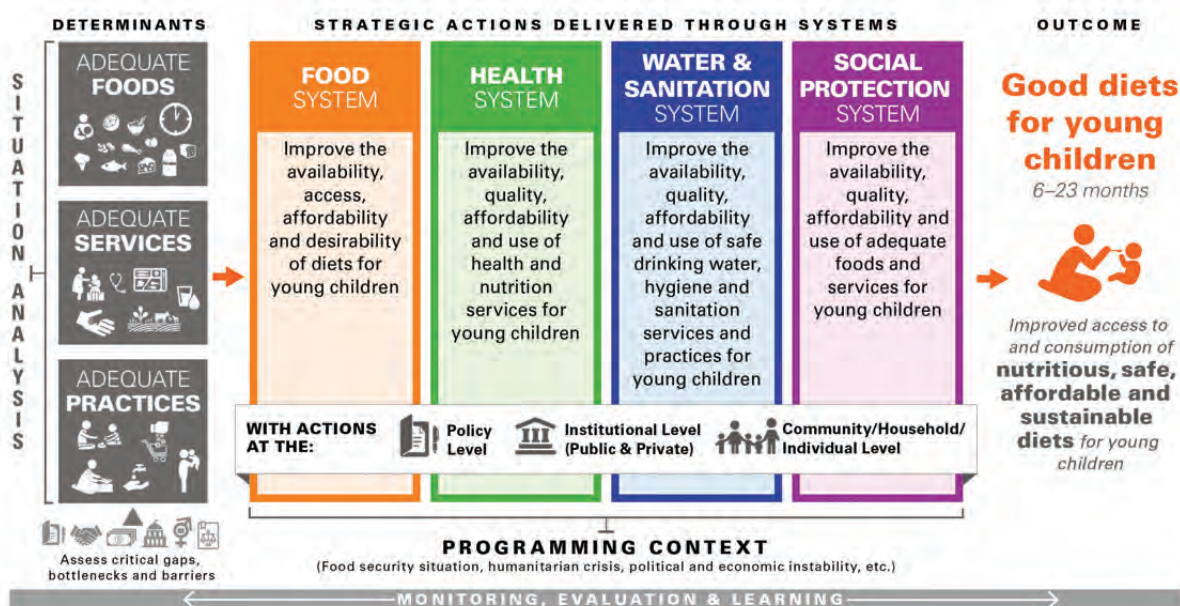 DETERMINANTS
STRATEGIC ACTIONS DELIVERED THROUGH SYSTEMS
OUTCOME
SITUATION ANALYSIS
ADEQUATE
FOODS
ADEQUATE
SERVICES
ADEQUATE
PRACTICES
Assess critical gaps,
bottlenecks and barriers
FOOD
SYSTEM
Improve the
availability,
access,
affordability
and desirability
of diets for
young children
HEALTH
SYSTEM
Improve the
availability,
quality,
affordability
and use of
health and
nutrition
services for
young children
WATER &
SANITATION
SYSTEM
Improve the
availability,
quality,
affordability
and use of safe
drinking water,
hygiene and
sanitation
services and
practices for
young children
SOCIAL
PROTECTION
SYSTEM
Improve the
availability,
quality,
affordability and
use of adequate
foods and
services for
young children
WITH ACTIONS
AT THE:
Policy
Level
Institutional Level
(Public & Private)
Community/Household/
Individual Level
PROGRAMMING CONTEXT
(Food security situation, humanitarian crisis, political and economic instability, etc.)
Good diets
for young
children
6–23 months
Improved access to
and consumption of
nutritious, safe,
affordable and
sustainable
diets for young
children
MONITORING, EVALUATION & LEARNING